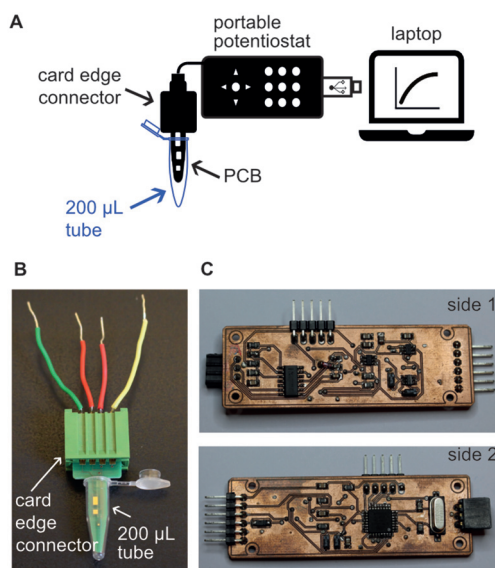 A
portable
potentiostat
laptop
card edge
connector
PCB
200 µL
tube
B
C
side 1
card
edge
connector
200 µL
tube
side 2